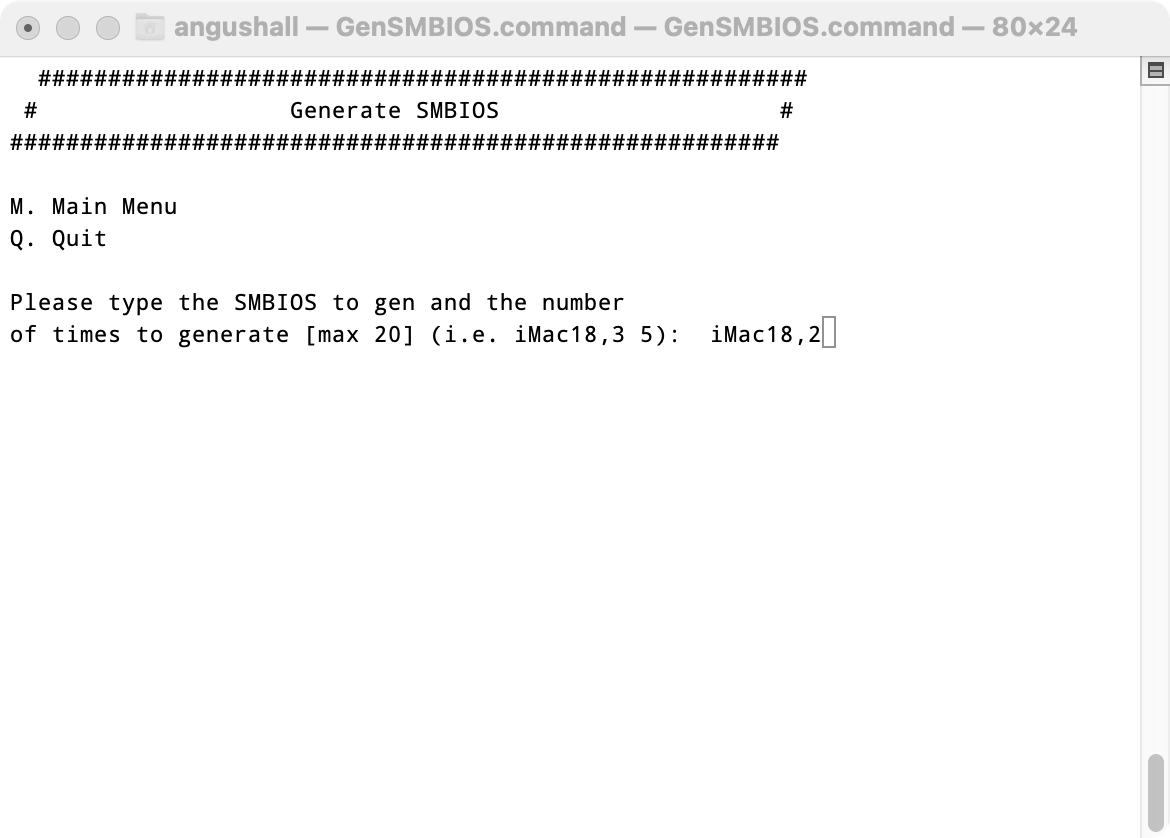 angushall — GenSMBIOS.command — GenSMBIOS.command — 80×24
  #######################################################
 #                  Generate SMBIOS                    #
#######################################################
M. Main Menu
Q. Quit
Please type the SMBIOS to gen and the number
of times to generate [max 20] (i.e. iMac18,3 5):  iMac18,2